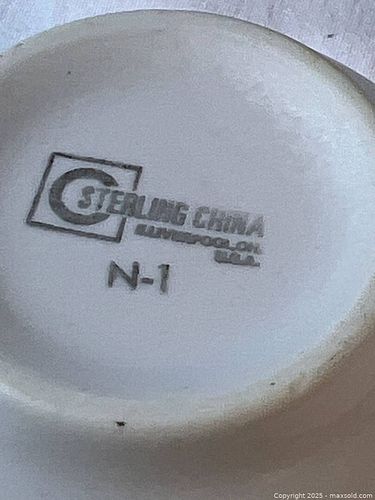 C STERLING CHINA
E.LIVERPOOL,OH.
U.S.A.
N-1
Copyright 2025 - maxsold.com